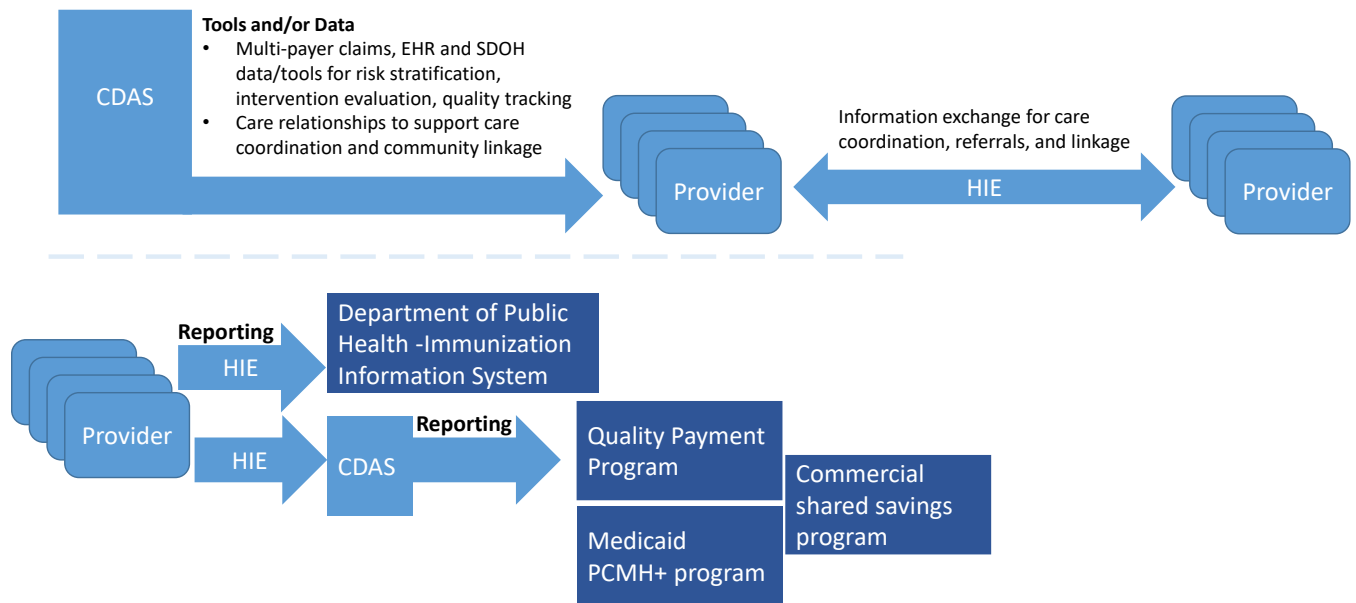 Tools and/or Data
• Multi-payer claims, EHR and SDOH
data/tools for risk stratification,
intervention evaluation, quality tracking
• Care relationships to support care
coordination and community linkage
CDAS
Provider
Information exchange for care
coordination, referrals, and linkage
HIE
Provider
Reporting
HIE
Department of Public
Health -Immunization
Information System
Provider
HIE
CDAS
Reporting
Quality Payment
Program
Commercial
shared savings
program
Medicaid
PCMH+ program